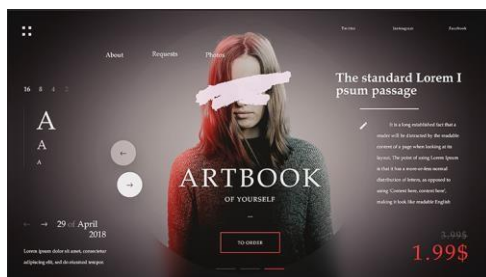 Twitter Instagram Facebook
About Requests Photos
16 8 4 2
A
A
A
The standard Lorem I
psum passage
It is a long established fact that a
reader will be distracted by the readable
content of a page when looking at its
layout. The point of using Lorem Ipsum
is that it has a more-or-less normal
distribution of letters, as opposed to
using 'Content here, content here',
making it look like readable English
ARTBOOK
OF YOURSELF
TO ORDER
← → 29 of April
2018
Lorem ipsum dolor sit amet, consectetur
adipiscing elit, sed do eiusmod tempor
3.99$
1.99$